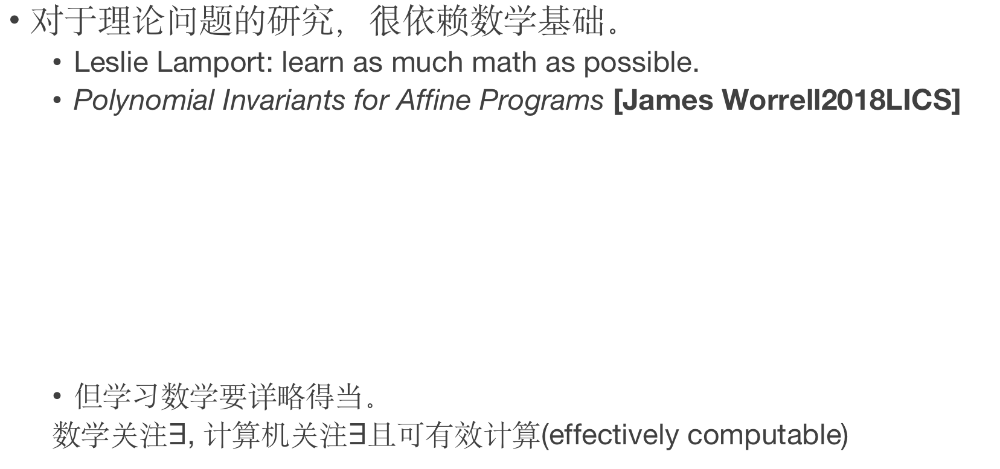 • 对于理论问题的研究，很依赖数学基础。
• Leslie Lamport: learn as much math as possible.
• Polynomial Invariants for Affine Programs [James Worrell2018LICS]
• 但学习数学要详略得当。
数学关注∃, 计算机关注∃且可有效计算(effectively computable)